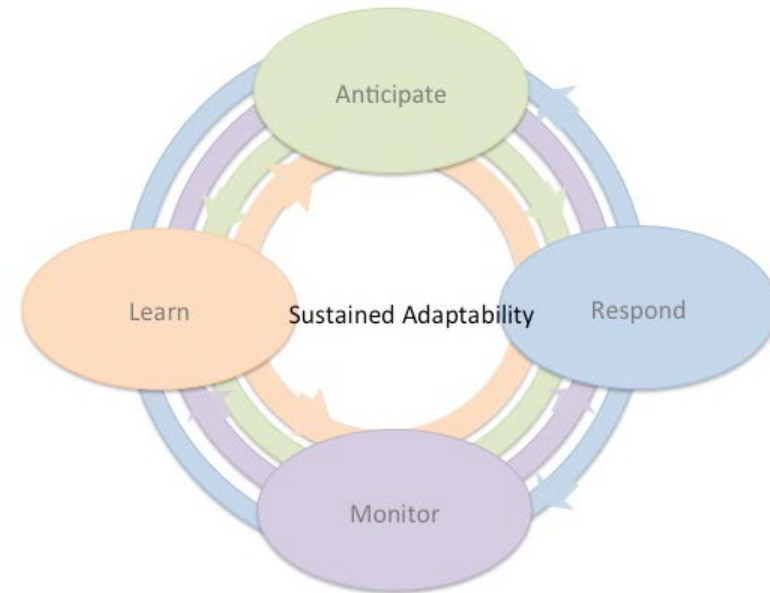 Anticipate
Learn
Sustained Adaptability
Respond
Monitor